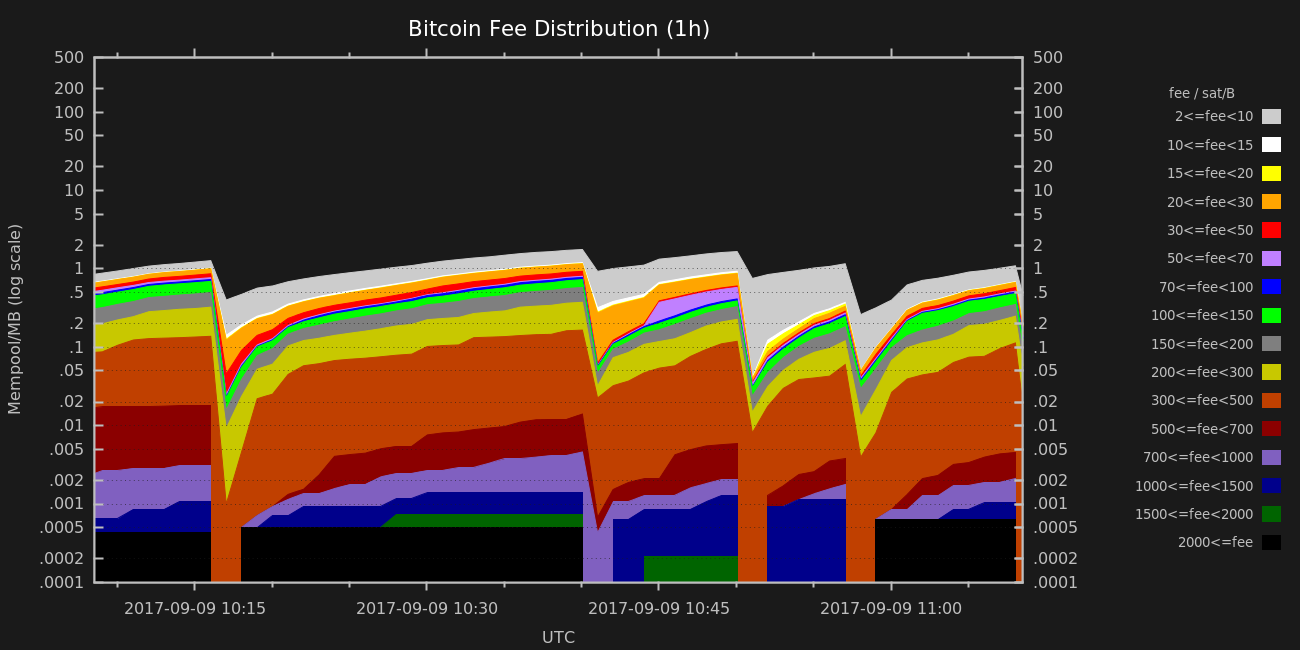 Bitcoin Fee Distribution (1h)
500
200
100
50
20
10
5
2
1
.5
.2
.1
.05
.02
.01
.005
.002
.001
.0005
.0002
.0001
Mempool/MB (log scale)
500
200
100
50
20
10
5
2
1
.5
.2
.1
.05
.02
.01
.005
.002
.001
.0005
.0002
.0001
2017-09-09 10:15
2017-09-09 10:30
2017-09-09 10:45
2017-09-09 11:00
UTC
fee / sat/B
2<=fee<10
10<=fee<15
15<=fee<20
20<=fee<30
30<=fee<50
50<=fee<70
70<=fee<100
100<=fee<150
150<=fee<200
200<=fee<300
300<=fee<500
500<=fee<700
700<=fee<1000
1000<=fee<1500
1500<=fee<2000
2000<=fee